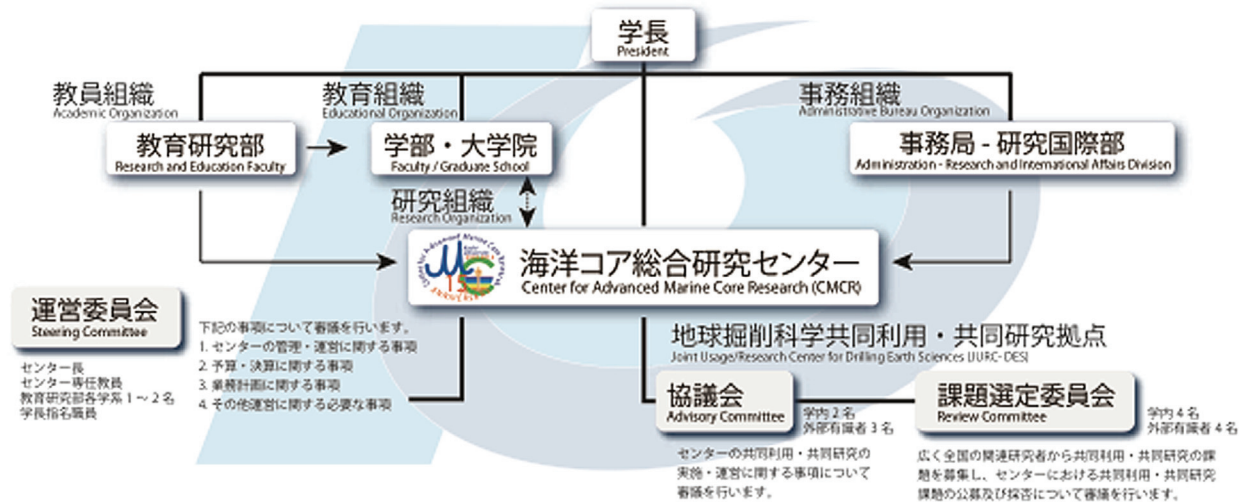 学長
President
教員組織
Academic Organization
教育組織
Educational Organization
事務組織
Administrative Bureau Organization
教育研究部
Research and Education Faculty
学部・大学院
Faculty / Graduate School
事務局 - 研究国際部
Administration - Research and International Affairs Division
研究組織
Research Organization
海洋コア総合研究センター
Center for Advanced Marine Core Research (CMCR)
運営委員会
Steering Committee
センター長
センター専任教員
教育研究部各学系 1 ～ 2 名
学長指名職員
下記の事項について審議を行います。
1. センターの管理・運営に関する事項
2. 予算・決算に関する事項
3. 業務計画に関する事項
4. その他運営に関する必要な事項
地球掘削科学共同利用・共同研究拠点
Joint Usage/Research Center for Drilling Earth Sciences (JURC- DES)
協議会
Advisory Committee
学内 2 名
外部有識者 3 名
センターの共同利用・共同研究の
実施・運営に関する事項について
審議を行います。
課題選定委員会
Review Committee
学内 4 名
外部有識者 4 名
広く全国の関連研究者から共同利用・共同研究の課
題を募集し、センターにおける共同利用・共同研究
課題の公募及び採否について審議を行います。